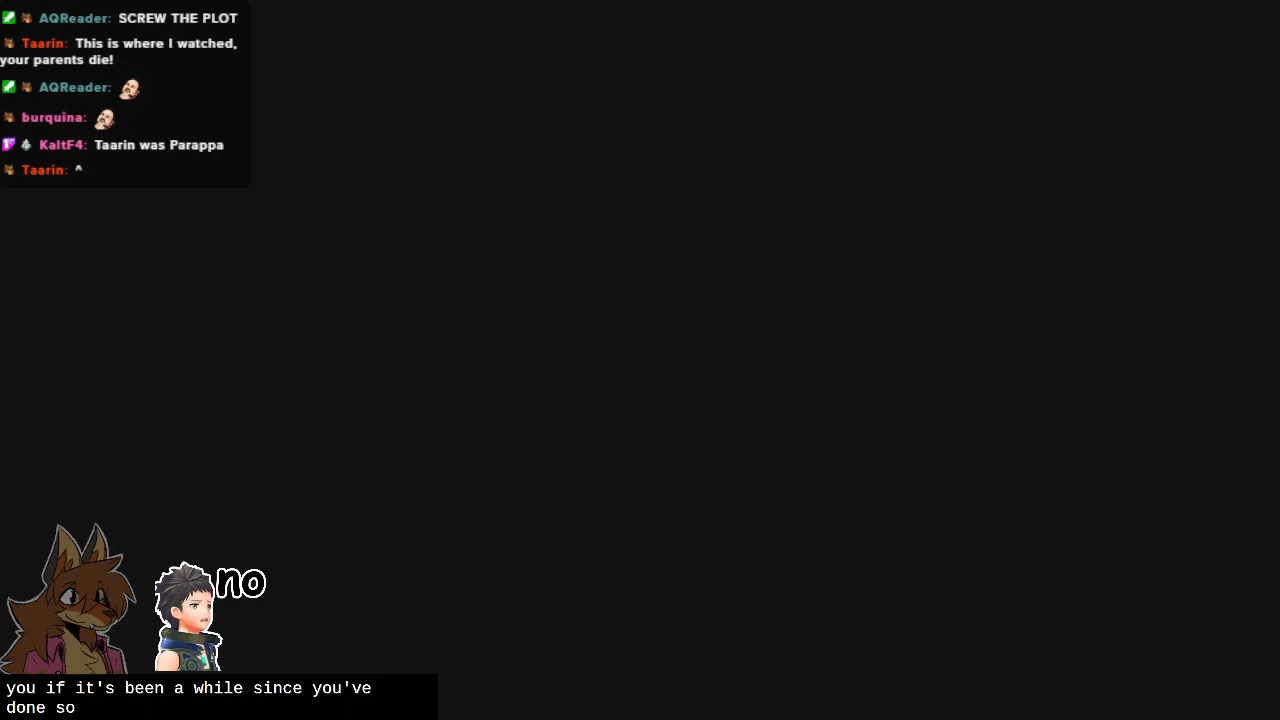 AQReader: SCREW THE PLOT
Taarin: This is where I watched,
your parents die!
AQReader:
burquina:
KaltF4: Taarin was Parappa
Taarin: ^
no
you if it's been a while since you've
done so